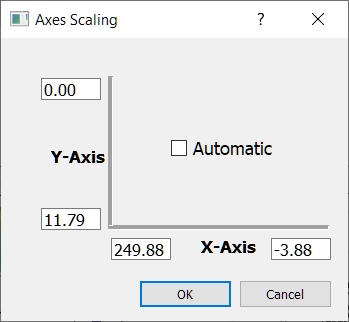 Axes Scaling ?
0.00
Automatic
Y-Axis
11.79
249.88 X-Axis -3.88
OK Cancel